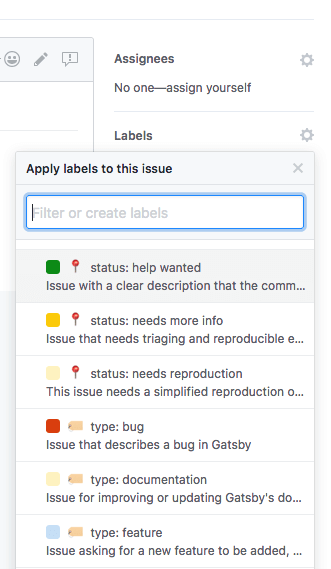 Assignees
No one—assign yourself
Labels
Apply labels to this issue
Filter or create labels
status: help wanted
Issue with a clear description that the comm...
status: needs more info
Issue that needs triaging and reproducible e...
status: needs reproduction
This issue needs a simplified reproduction o...
type: bug
Issue that describes a bug in Gatsby
type: documentation
Issue for improving or updating Gatsby's do...
type: feature
Issue asking for a new feature to be added, ...